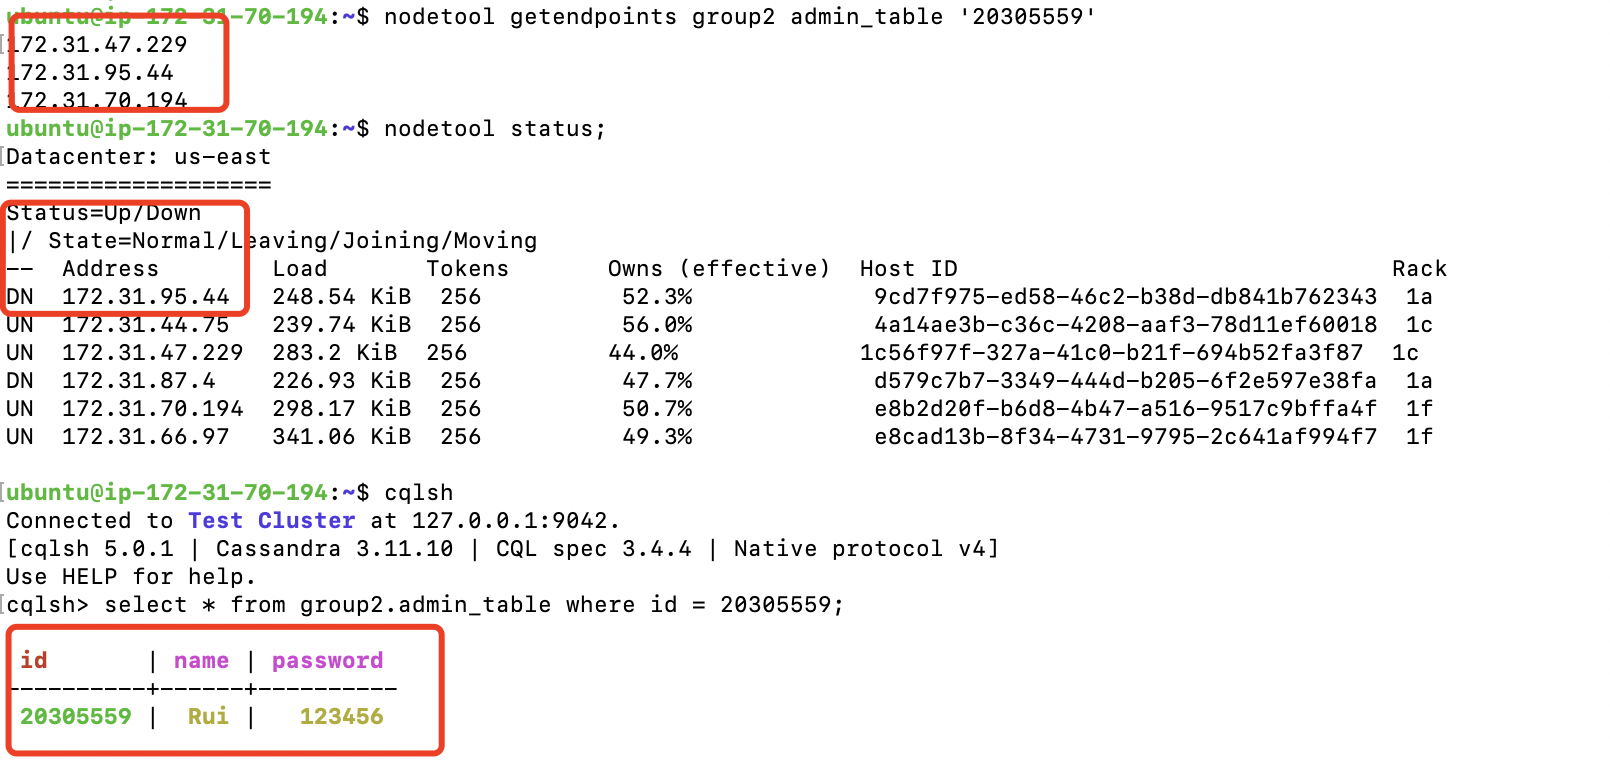 ubuntu@ip-172-31-70-194:~$ nodetool getendpoints group2 admin_table '20305559'
172.31.47.229
172.31.95.44
172.31.70.194
ubuntu@ip-172-31-70-194:~$ nodetool status;
Datacenter: us-east
===================
Status=Up/Down
|/ State=Normal/Leaving/Joining/Moving
--  Address        Load       Tokens       Owns (effective)  Host ID                               Rack
DN  172.31.95.44   248.54 KiB  256          52.3%             9cd7f975-ed58-46c2-b38d-db841b762343  1a
UN  172.31.44.75   239.74 KiB  256          56.0%             4a14ae3b-c36c-4208-aaf3-78d11ef60018  1c
UN  172.31.47.229  283.2 KiB  256          44.0%             1c56f97f-327a-41c0-b21f-694b52fa3f87  1c
DN  172.31.87.4    226.93 KiB  256          47.7%             d579c7b7-3349-444d-b205-6f2e597e38fa  1a
UN  172.31.70.194  298.17 KiB  256          50.7%             e8b2d20f-b6d8-4b47-a516-9517c9bffa4f  1f
UN  172.31.66.97   341.06 KiB  256          49.3%             e8cad13b-8f34-4731-9795-2c641af994f7  1f
ubuntu@ip-172-31-70-194:~$ cqlsh
Connected to Test Cluster at 127.0.0.1:9042.
[cqlsh 5.0.1 | Cassandra 3.11.10 | CQL spec 3.4.4 | Native protocol v4]
Use HELP for help.
cqlsh> select * from group2.admin_table where id = 20305559;
id       | name | password
----------+------+----------
20305559 |  Rui |   123456